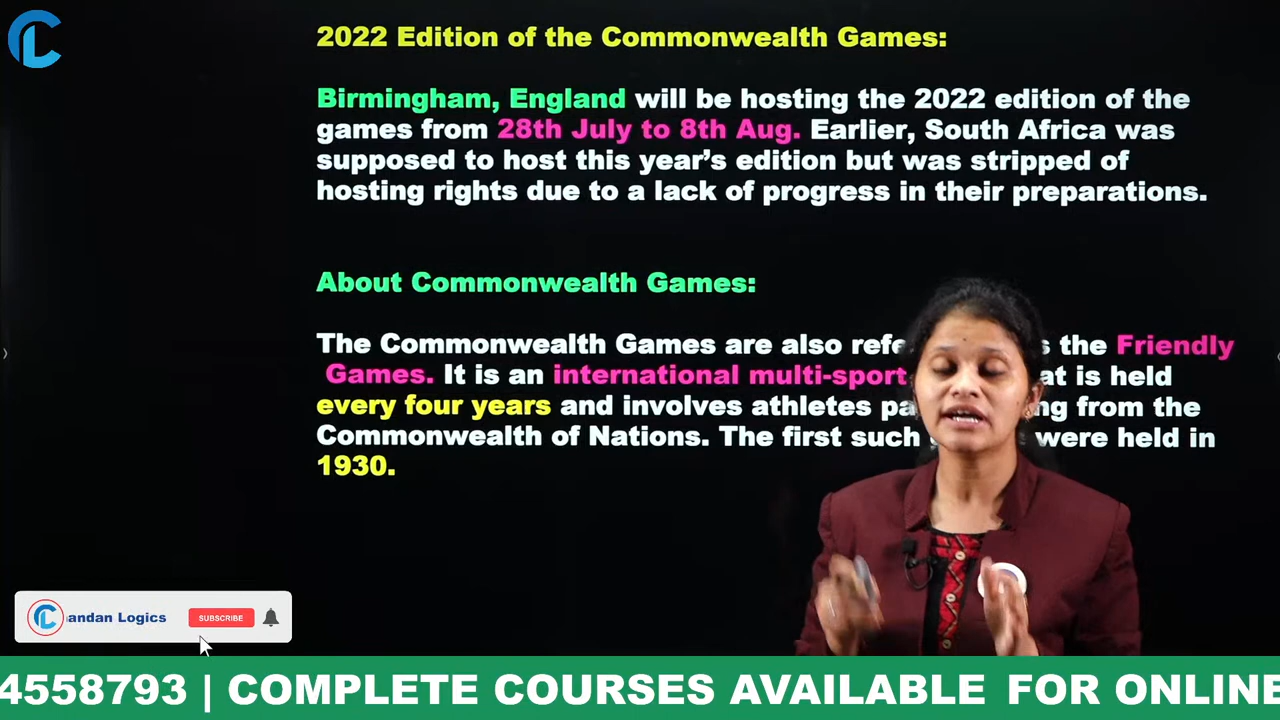 2022 Edition of the Commonwealth Games:
Birmingham, England will be hosting the 2022 edition of the
games from 28th July to 8th Aug. Earlier, South Africa was
supposed to host this year's edition but was stripped of
hosting rights due to a lack of progress in their preparations.
About Commonwealth Games:
The Commonwealth Games are also the Friendly
Games. It is an international multi-sport is held
every four years and involves athletes from the
Commonwealth of Nations. The first such were held in
1930.
andan Logics SUBSCRIBE
4558793 | COMPLETE COURSES AVAILABLE FOR ONLINE